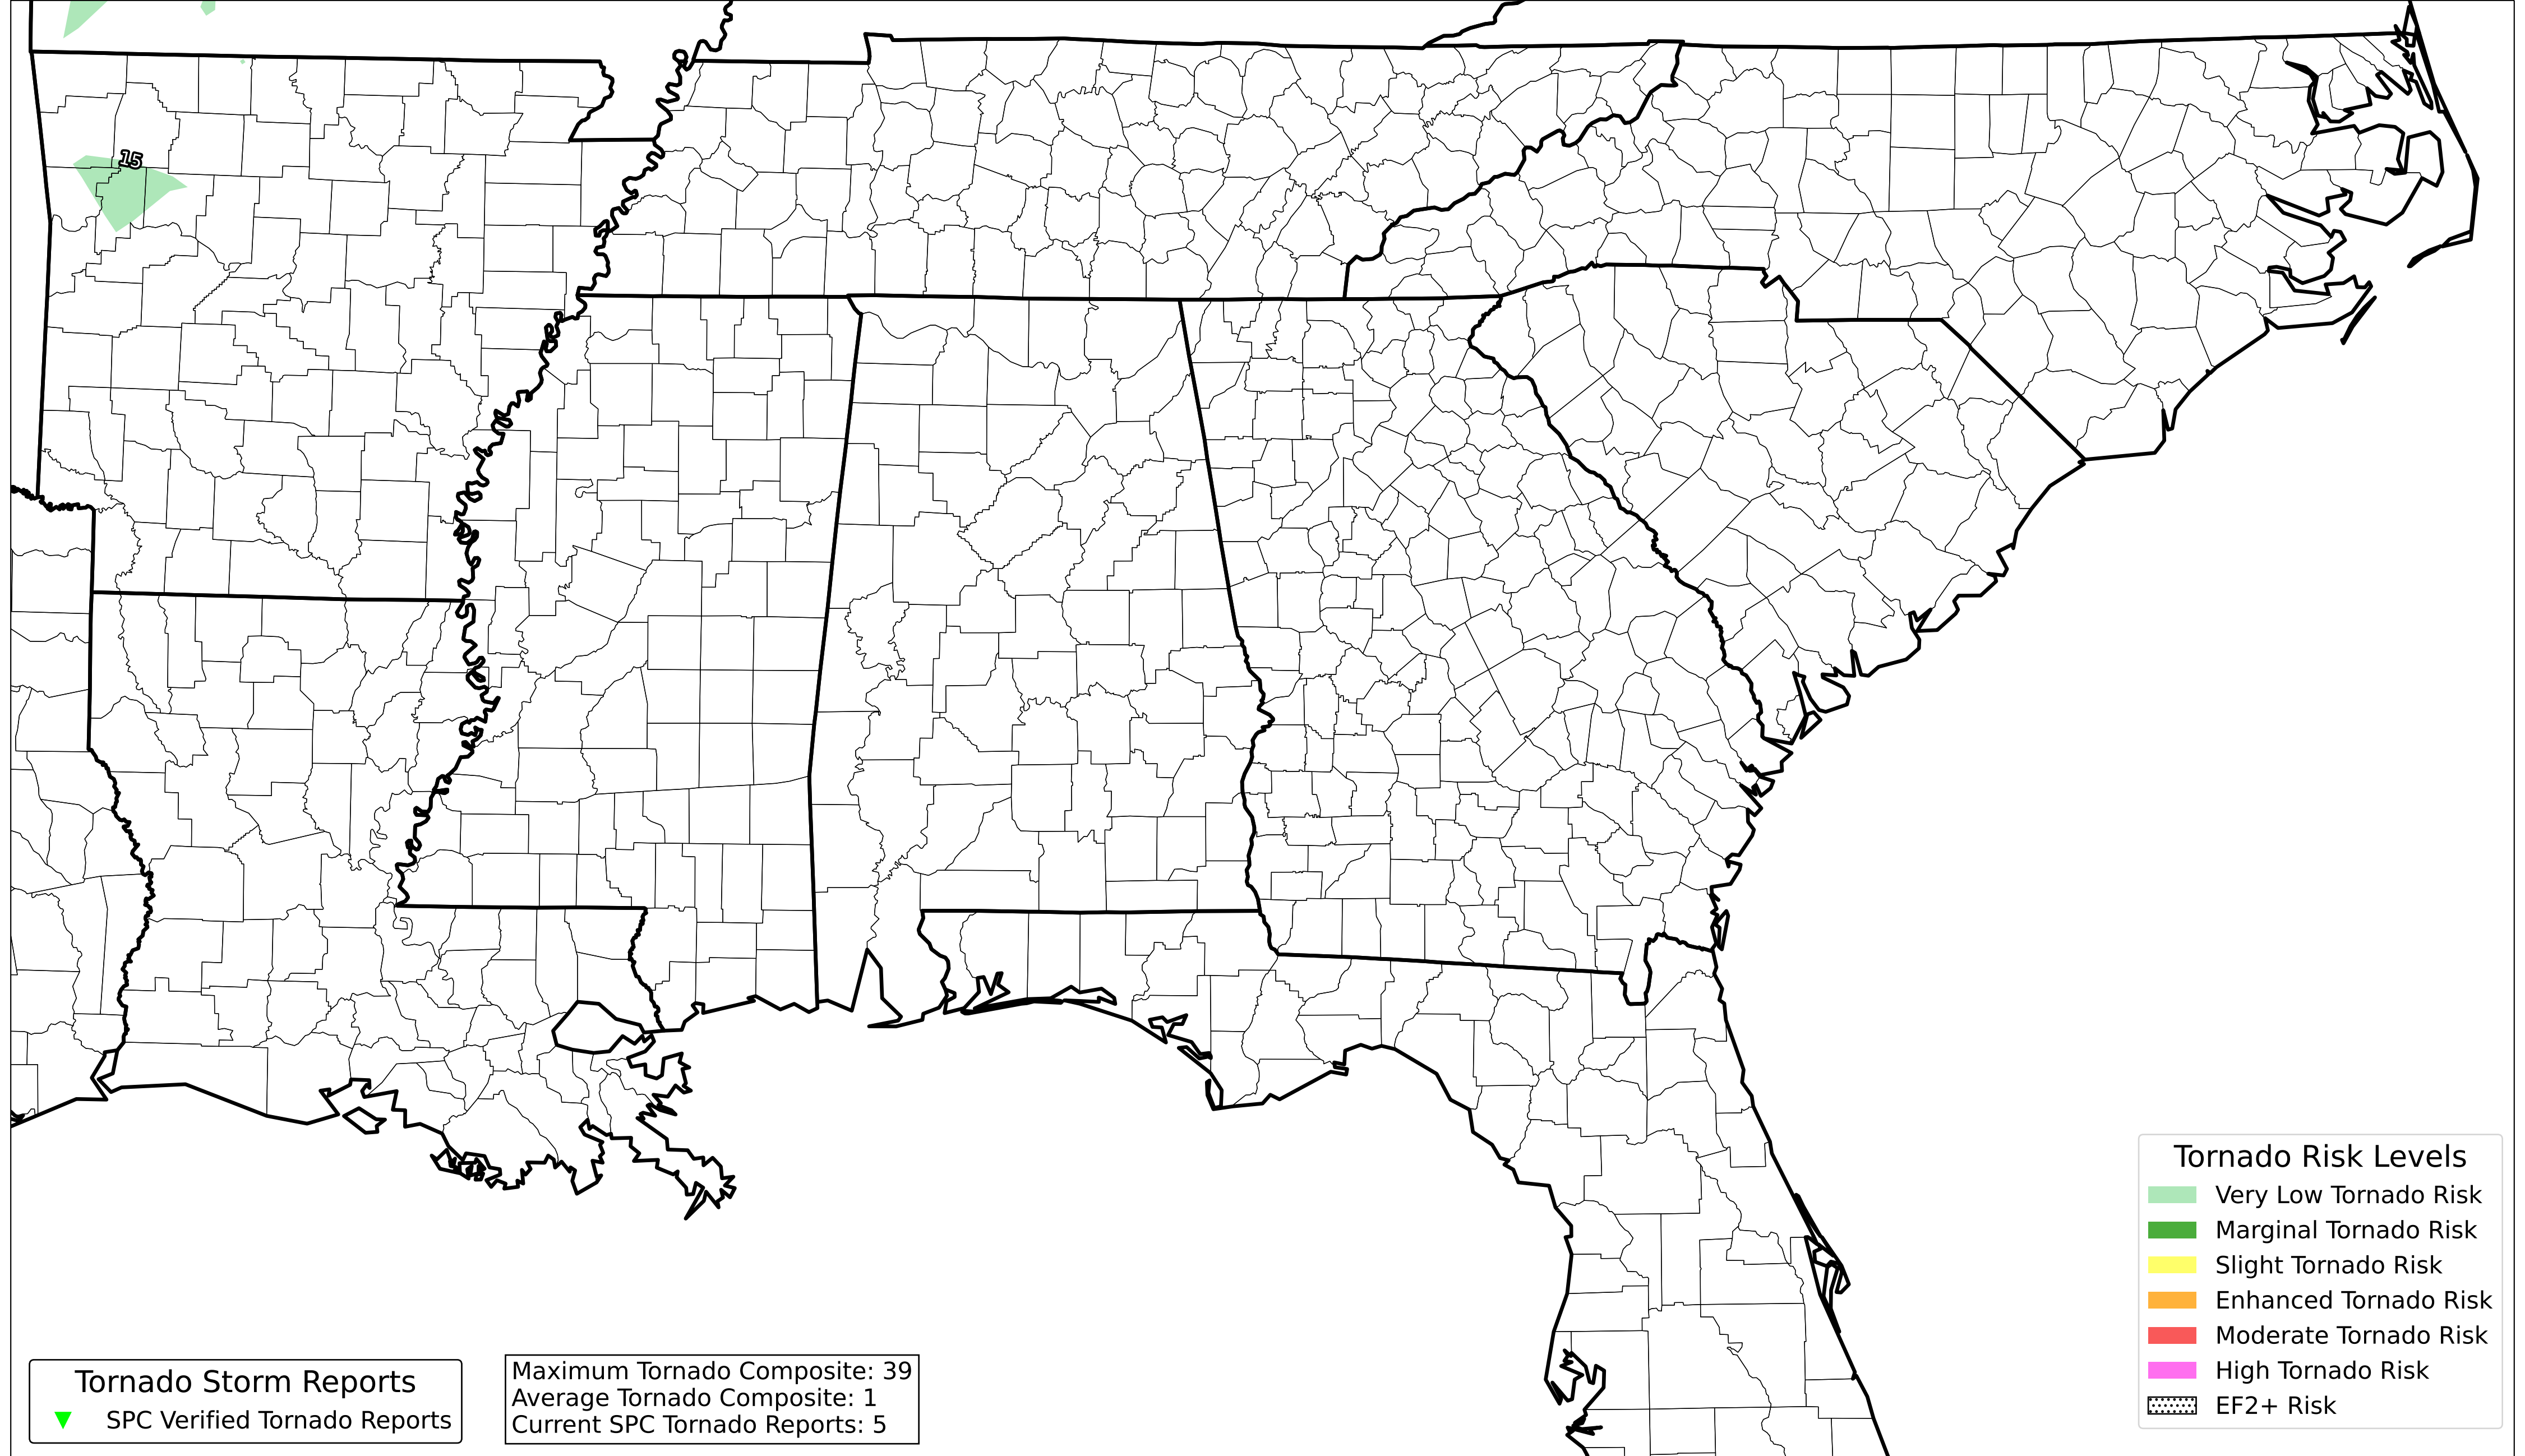 15
Tornado Risk Levels
Very Low Tornado Risk
Marginal Tornado Risk
Slight Tornado Risk
Enhanced Tornado Risk
Moderate Tornado Risk
High Tornado Risk
EF2+ Risk
Tornado Storm Reports
SPC Verified Tornado Reports
Maximum Tornado Composite: 39
Average Tornado Composite: 1
Current SPC Tornado Reports: 5